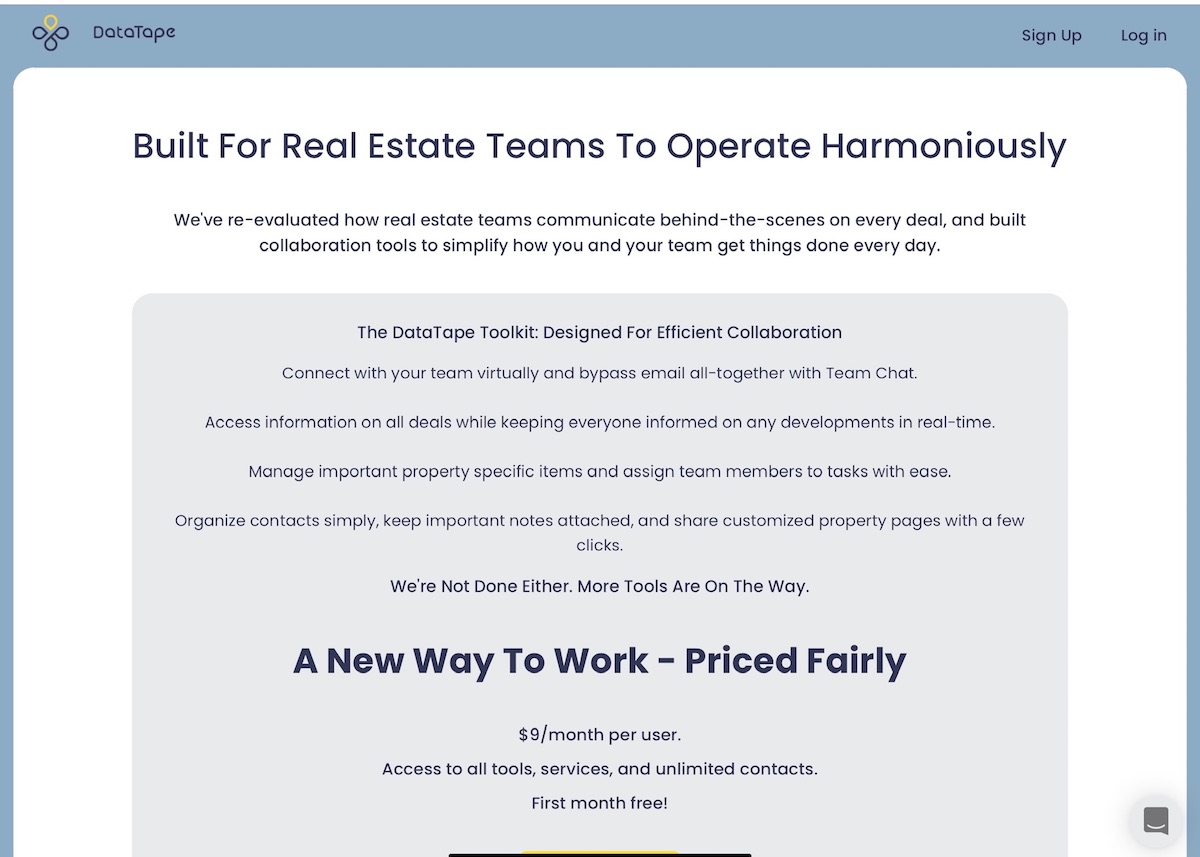 DataTape
Sign Up
Log in
Built For Real Estate Teams To Operate Harmoniously
We've re-evaluated how real estate teams communicate behind-the-scenes on every deal, and built
collaboration tools to simplify how you and your team get things done every day.
The DataTape Toolkit: Designed For Efficient Collaboration
Connect with your team virtually and bypass email all-together with Team Chat.
Access information on all deals while keeping everyone informed on any developments in real-time.
Manage important property specific items and assign team members to tasks with ease.
Organize contacts simply, keep important notes attached, and share customized property pages with a few
clicks.
We're Not Done Either. More Tools Are On The Way.
A New Way To Work - Priced Fairly
$9/month per user.
Access to all tools, services, and unlimited contacts.
First month free!